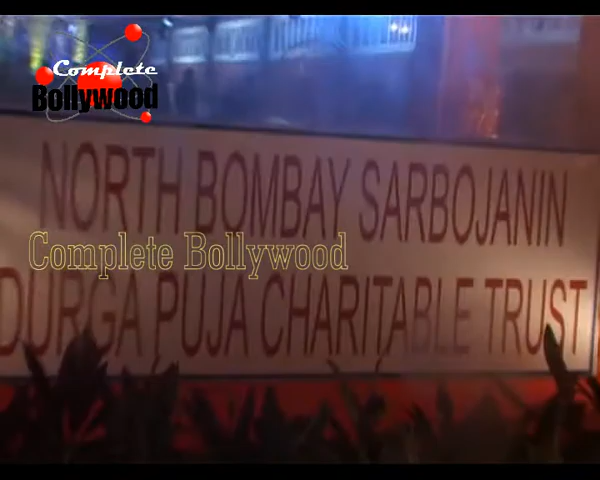 Complete
Bollywood
NORTH BOMBAY SARBOJANIN
Complete Bollywood
DURGA PUJA CHARITABLE TRUST